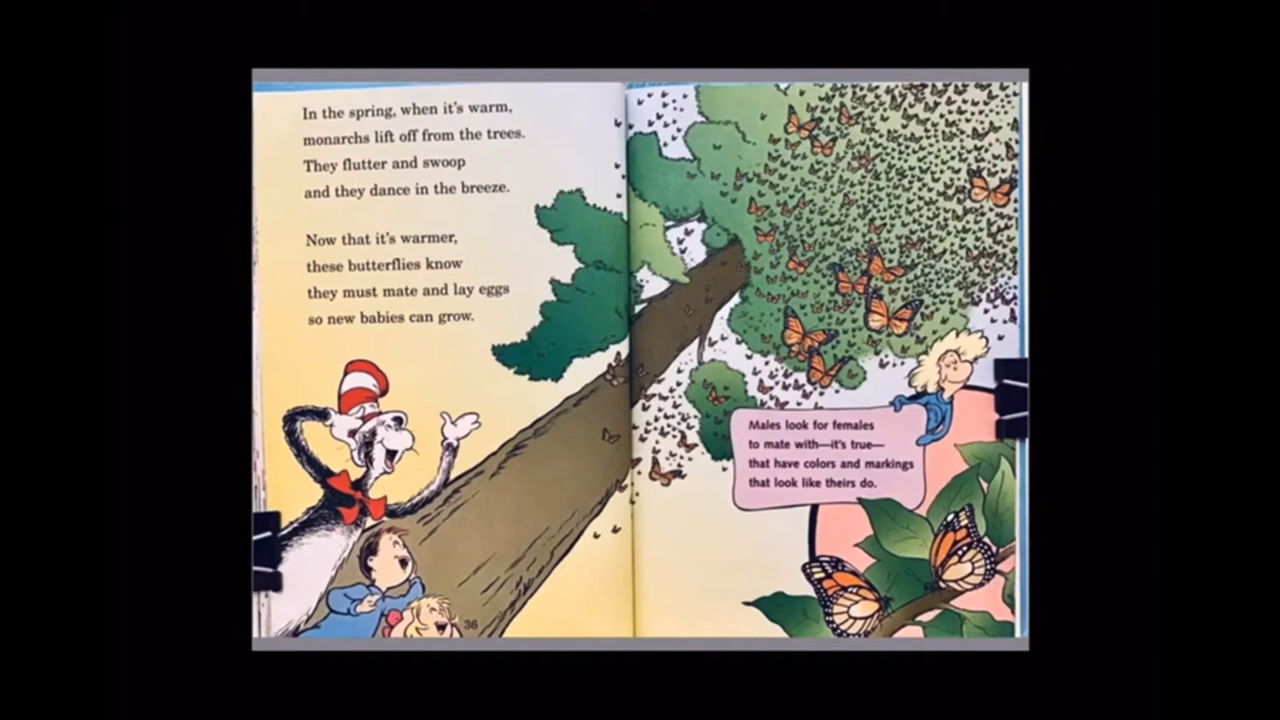 In the spring, when it's warm,
monarchs lift off from the trees.
They flutter and swoop
and they dance in the breeze.
Now that it's warmer,
these butterflies know
they must mate and lay eggs
so new babies can grow.
36
Males look for females
to mate with—it's true—
that have colors and markings
that look like theirs do.